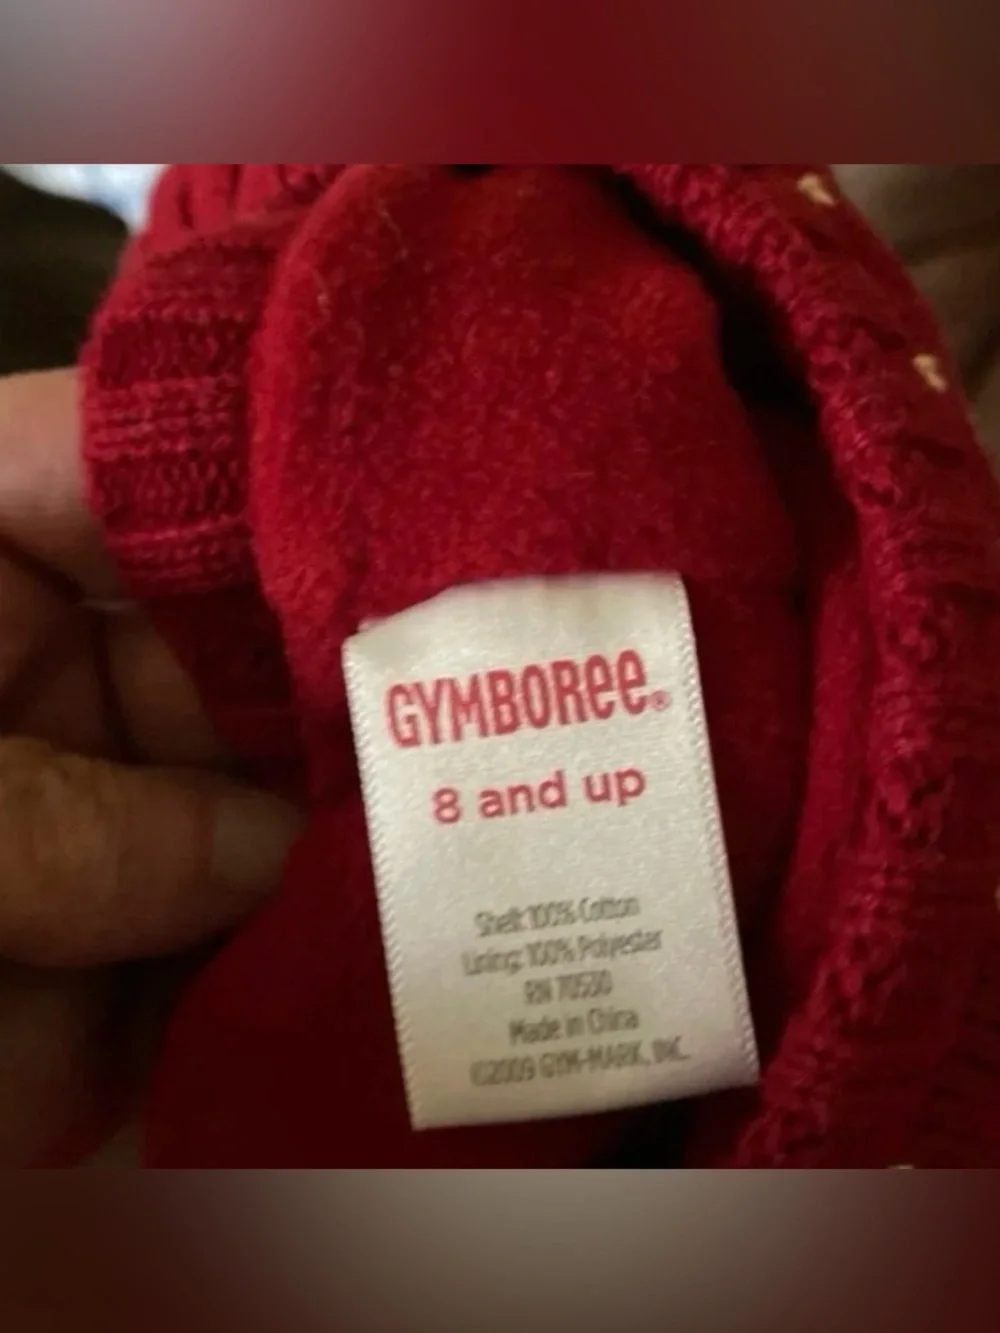 GYMBOREE®
8 and up
Shell: 100% Cotton
Lining: 100% Polyester
RN 70530
Made in China
©2009 GYM-MARK, INC.